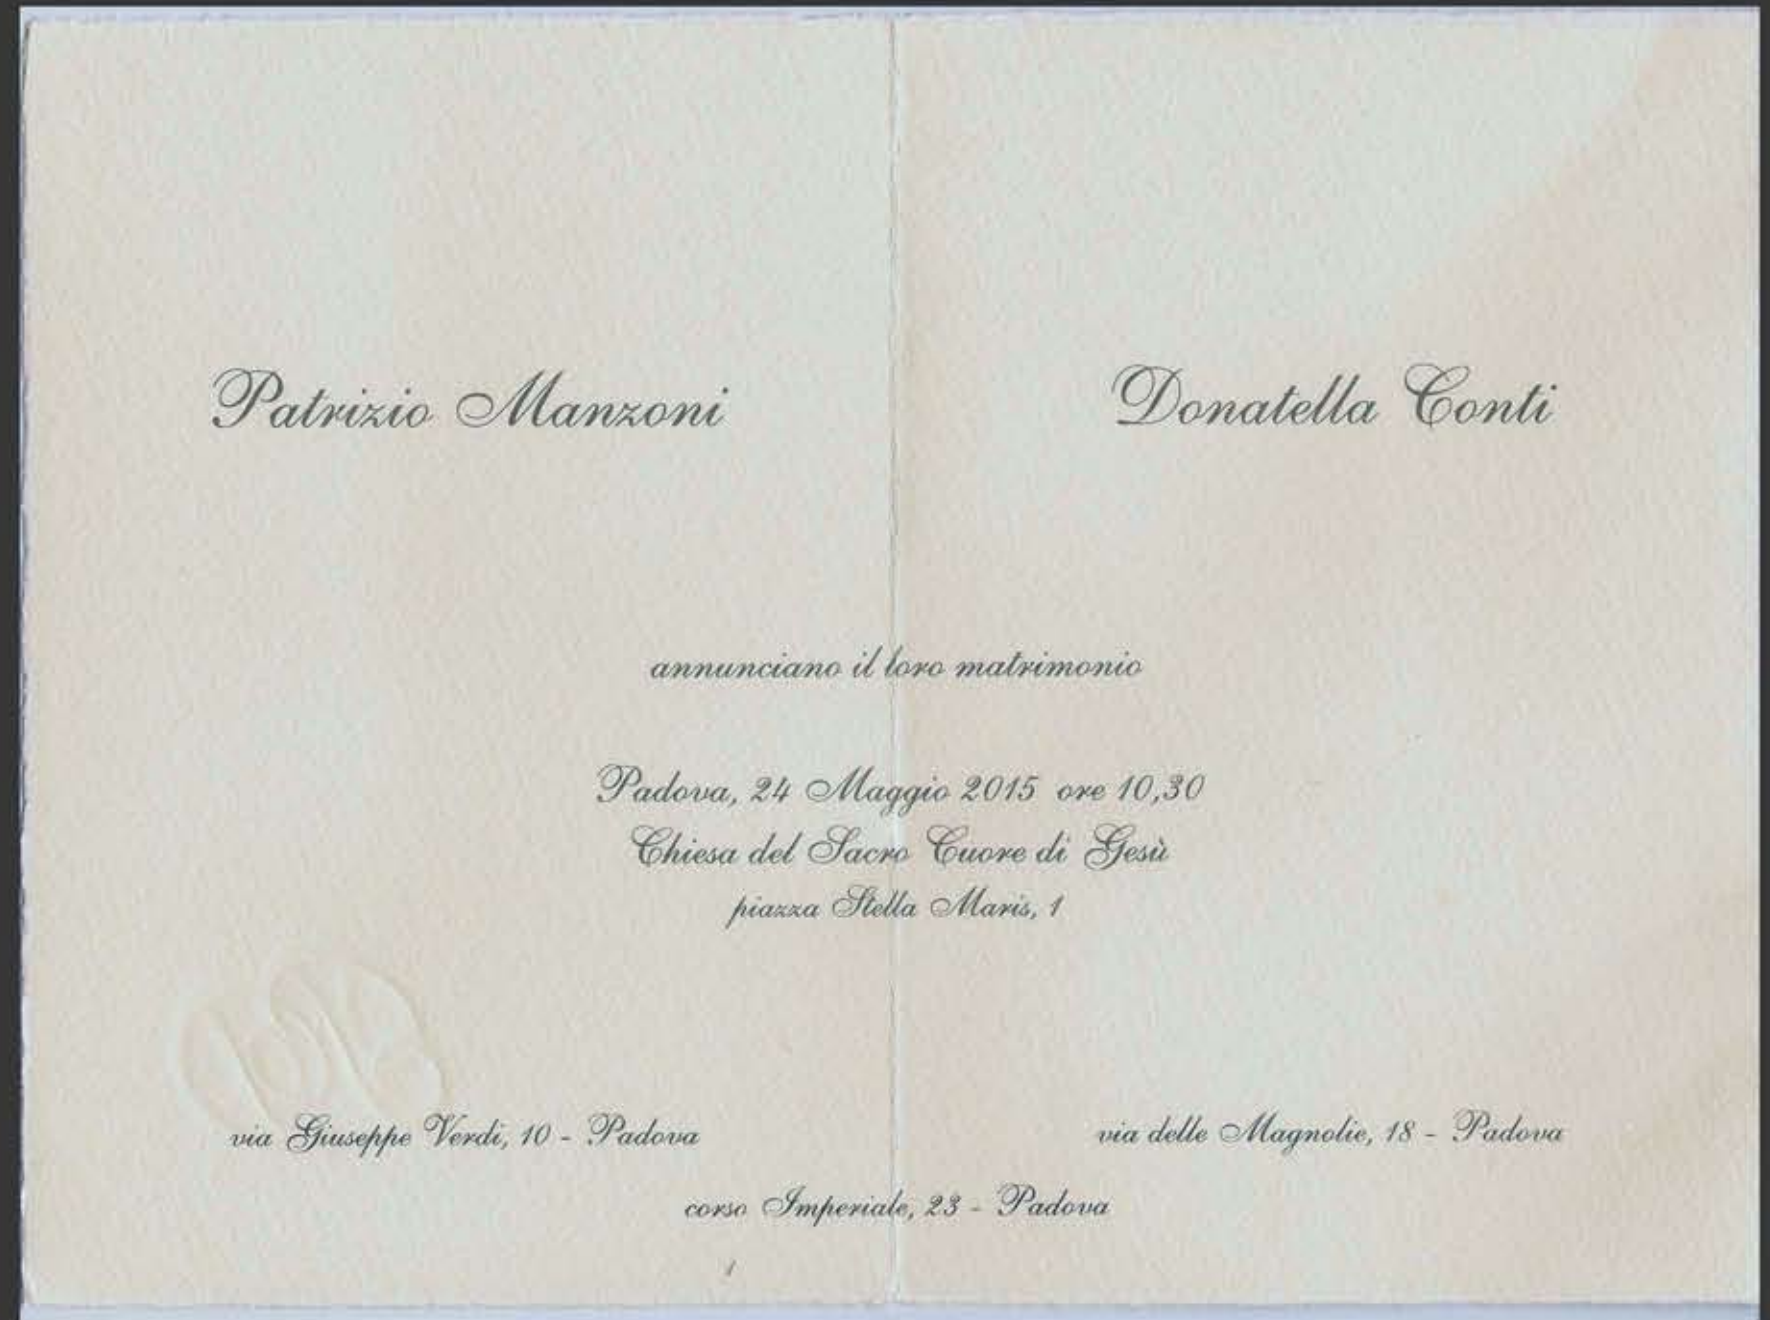 Patrizio Manzoni
Donatella Conti
annunciano il loro matrimonio
Padova, 24 Maggio 2015 ore 10,30
Chiesa del Sacro Cuore di Gesù
piazza Stella Maris, 1
via Giuseppe Verdi, 10 - Padova
via delle Magnolie, 18 - Padova
corso Imperiale, 23 - Padova